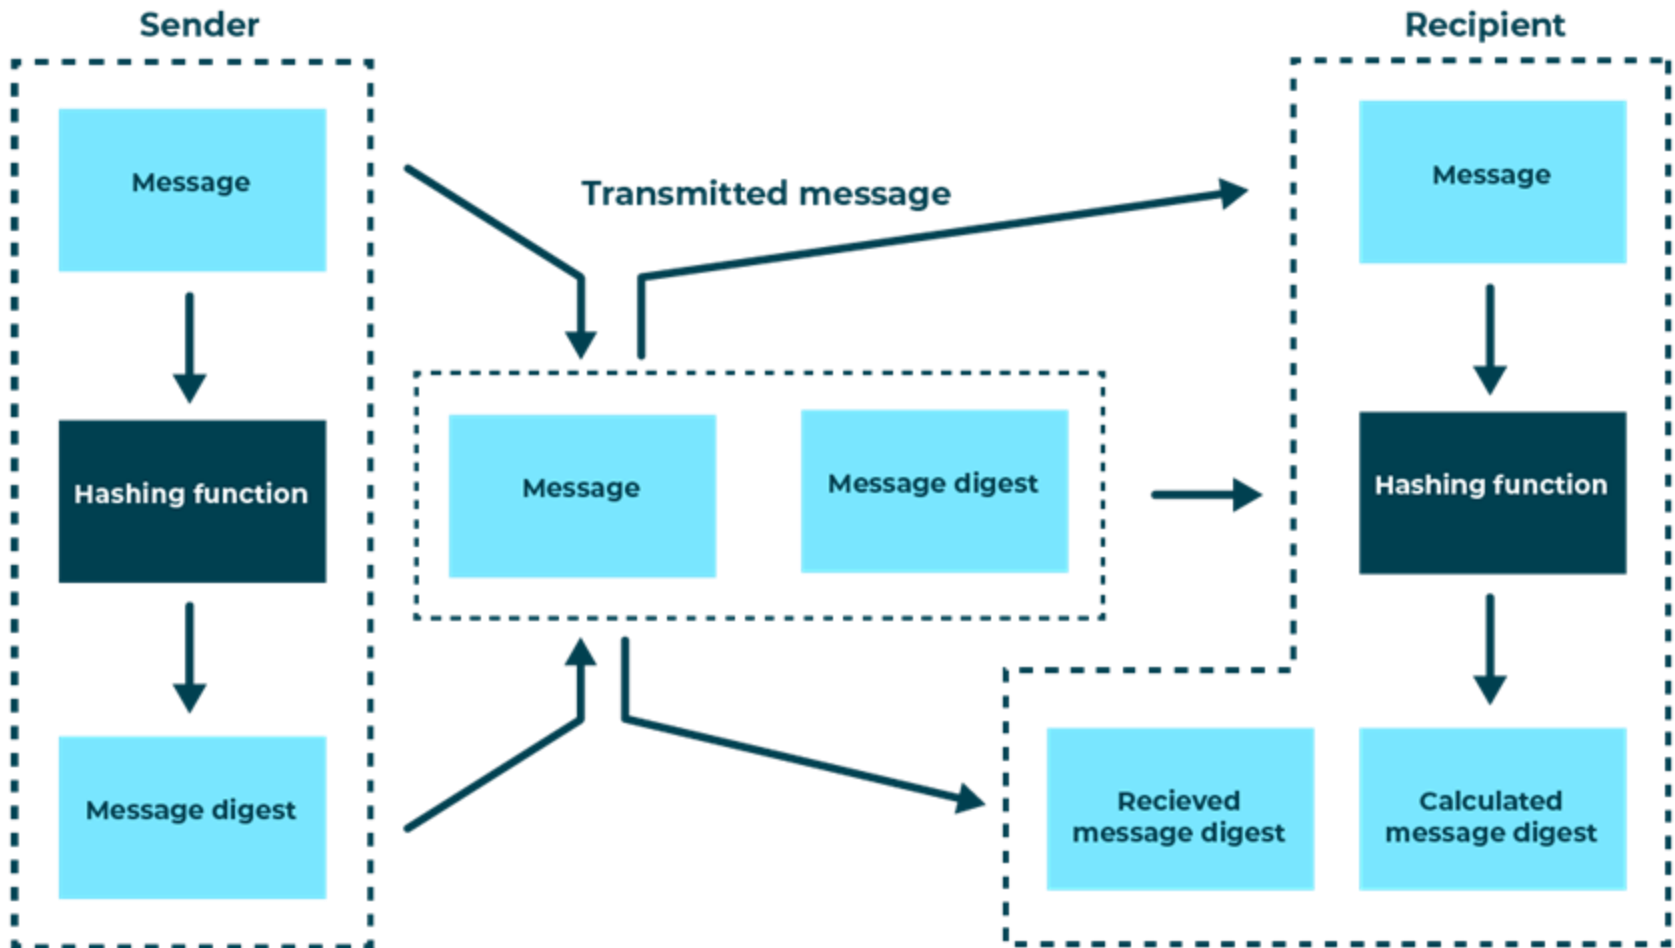 Sender
Message
Hashing function
Message digest
Transmitted message
Message
Message digest
Recipient
Message
Hashing function
Recieved
message digest
Calculated
message digest